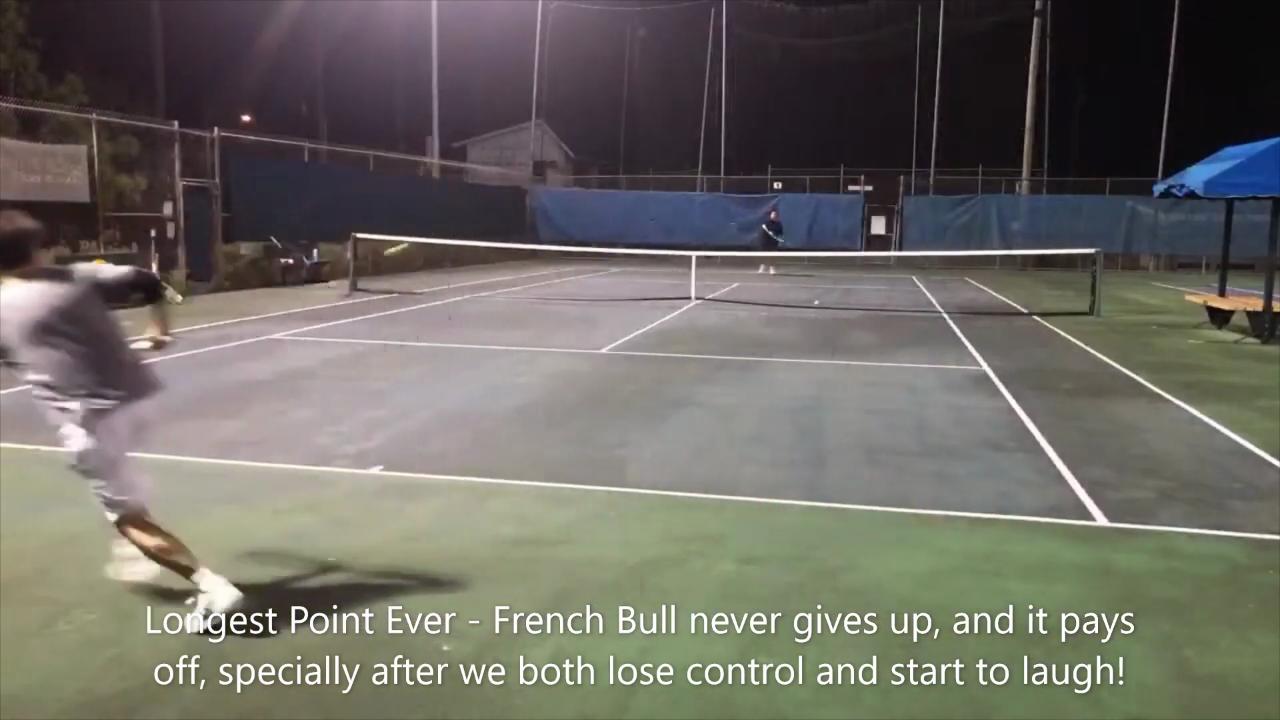 Longest Point Ever - French Bull never gives up, and it pays
off, specially after we both lose control and start to laugh!